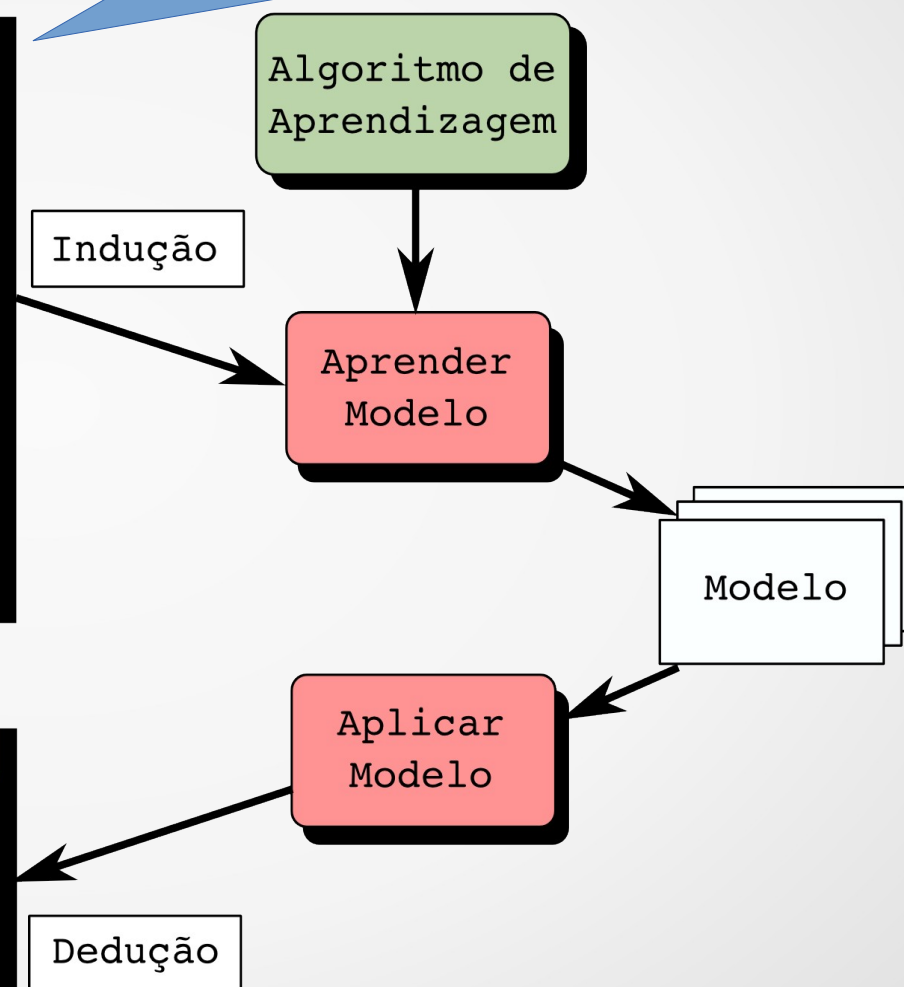 Algoritmo de
Aprendizagem
Indução
Aprender
Modelo
Modelo
Aplicar
Modelo
Dedução